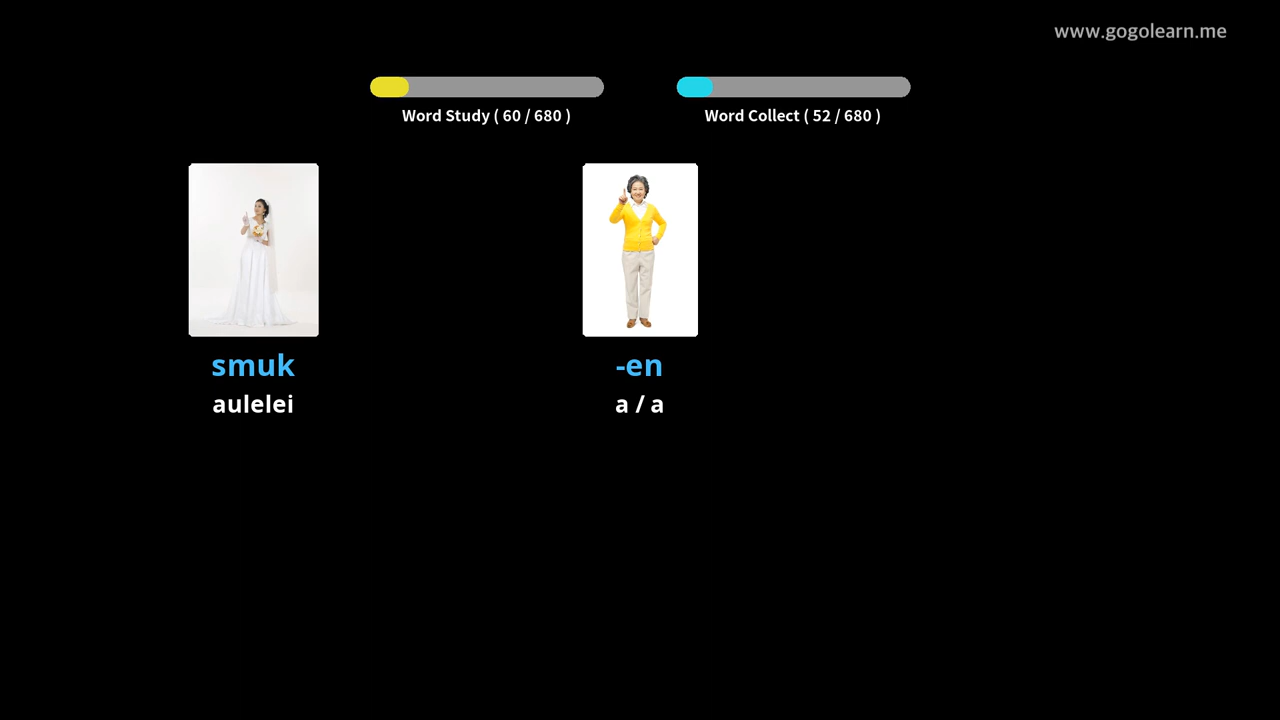 www.gogolearn.me
Word Study ( 60 / 680 )
Word Collect ( 52 / 680 )
smuk
aulelei
-en
a / a